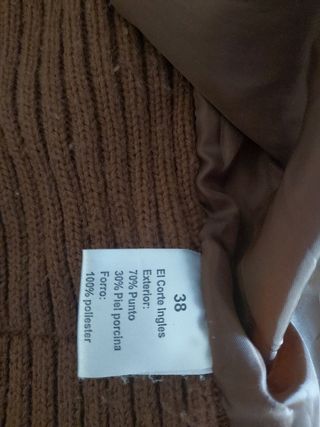 38
El Corte Ingles
Exterior:
70% Punto
30% Piel porcina
Forro:
100% poliester